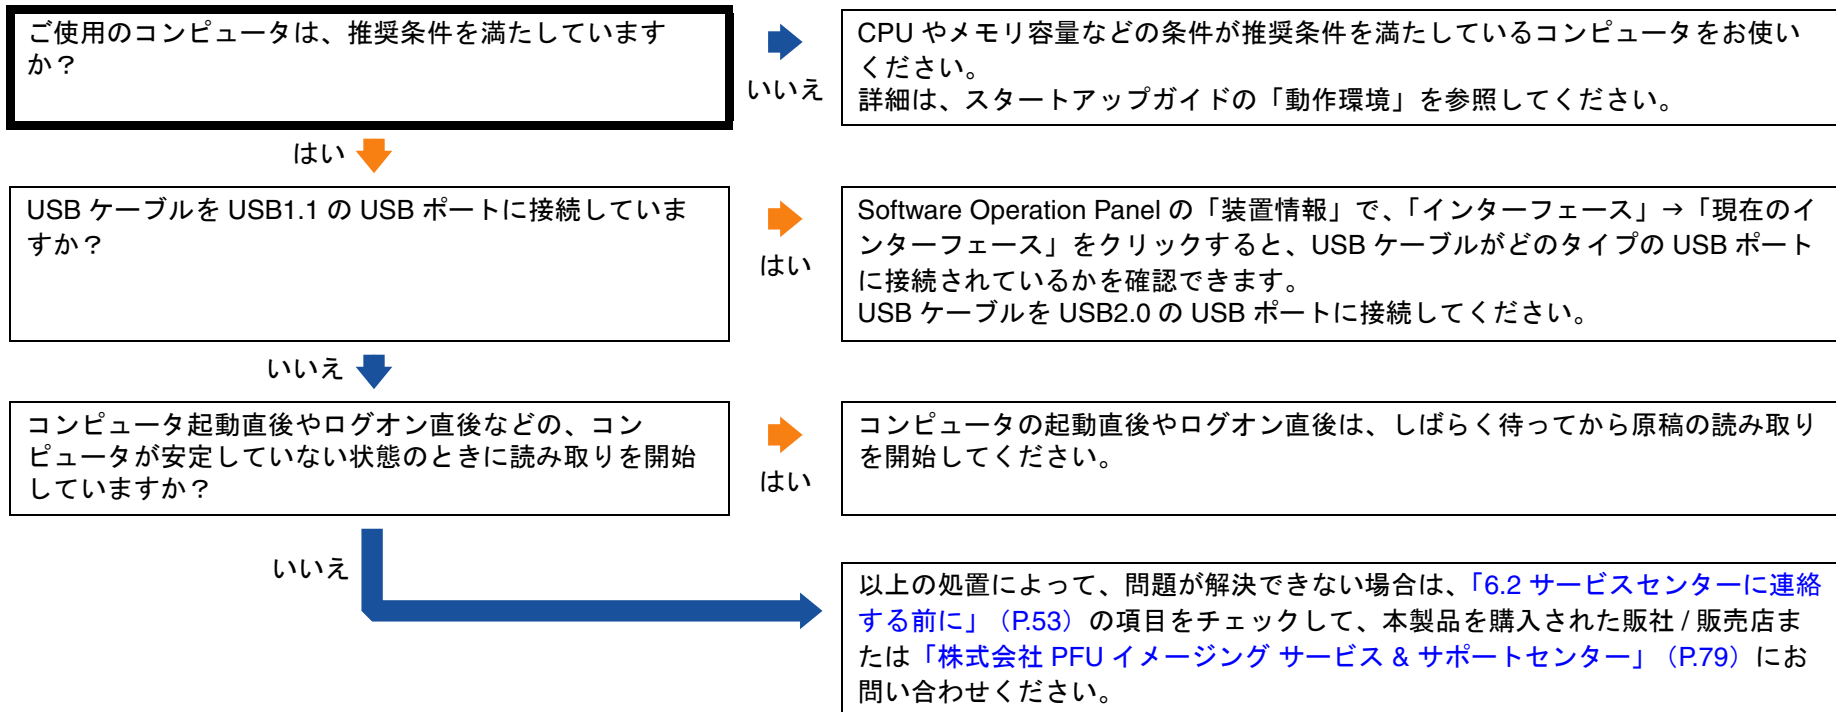 ご使用のコンピュータは、推奨条件を満たしています
か？
いいえ
CPU やメモリ容量などの条件が推奨条件を満たしているコンピュータをお使い
ください。
詳細は、スタートアップガイドの「動作環境」を参照してください。
はい
USB ケーブルを USB1.1 の USB ポートに接続していま
すか？
はい
Software Operation Panel の「装置情報」で、「インターフェース」→「現在のイ
ンターフェース」をクリックすると、USB ケーブルがどのタイプの USB ポート
に接続されているかを確認できます。
USB ケーブルを USB2.0 の USB ポートに接続してください。
いいえ
コンピュータ起動直後やログオン直後などの、コン
ピュータが安定していない状態のときに読み取りを開始
していますか？
はい
コンピュータの起動直後やログオン直後は、しばらく待ってから原稿の読み取り
を開始してください。
いいえ
以上の処置によって、問題が解決できない場合は、「6.2 サービスセンターに連絡
する前に」（P.53）の項目をチェックして、本製品を購入された販社 / 販売店ま
たは「株式会社 PFU イメージング サービス & サポートセンター」（P.79）にお
問い合わせください。